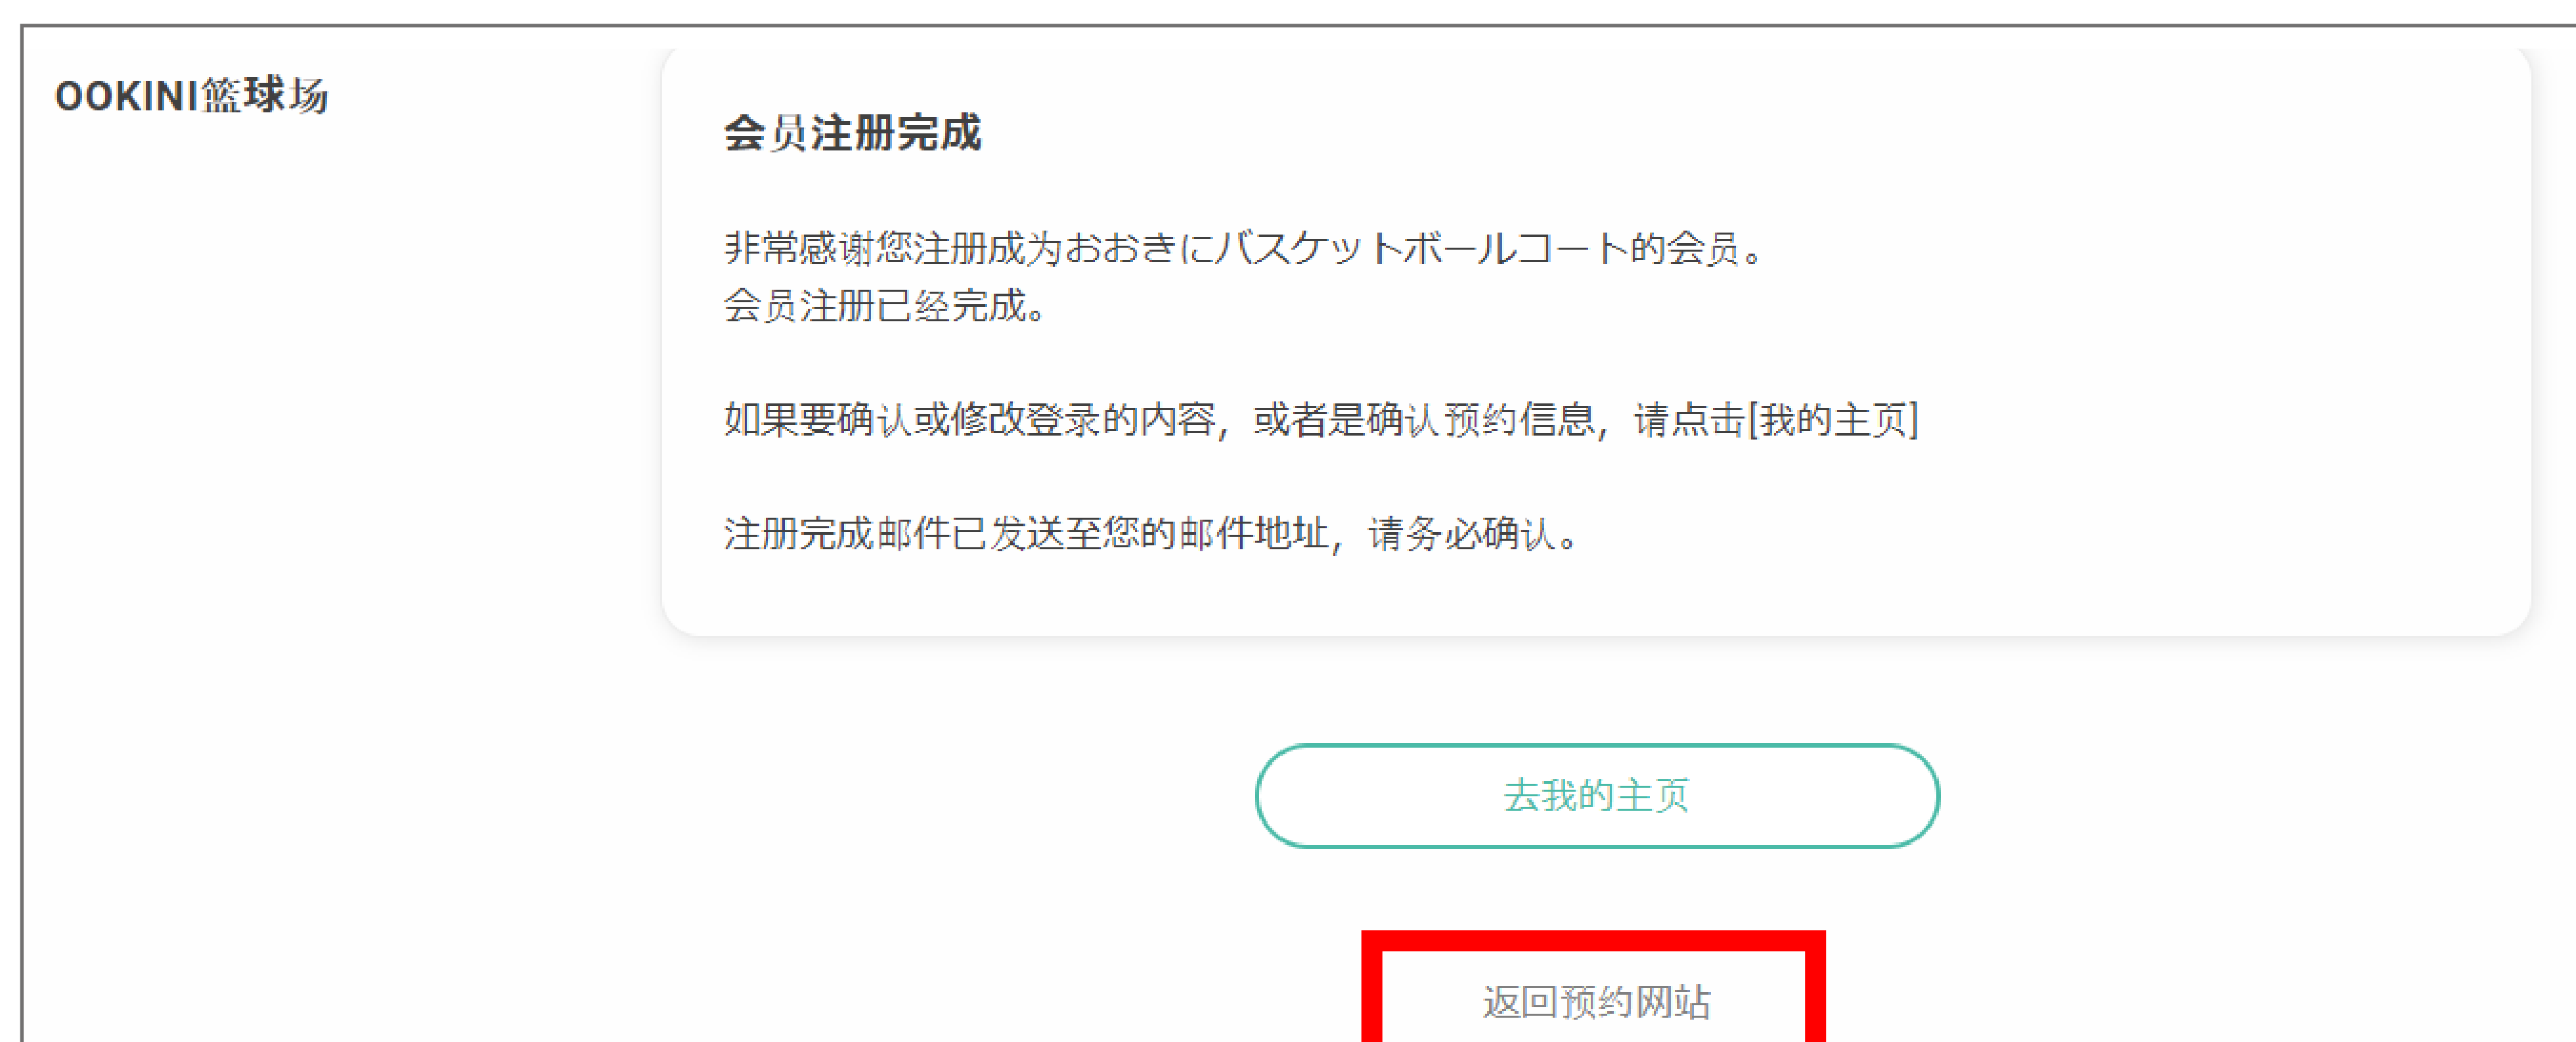 OOKINI篮球场
会员注册完成
非常感谢您注册成为おおきにバスケットボールコート的会员。
会员注册已经完成。
如果要确认或修改登录的内容，或者是确认预约信息，请点击[我的主页]
注册完成邮件已发送至您的邮件地址，请务必确认。
去我的主页
返回预约网站